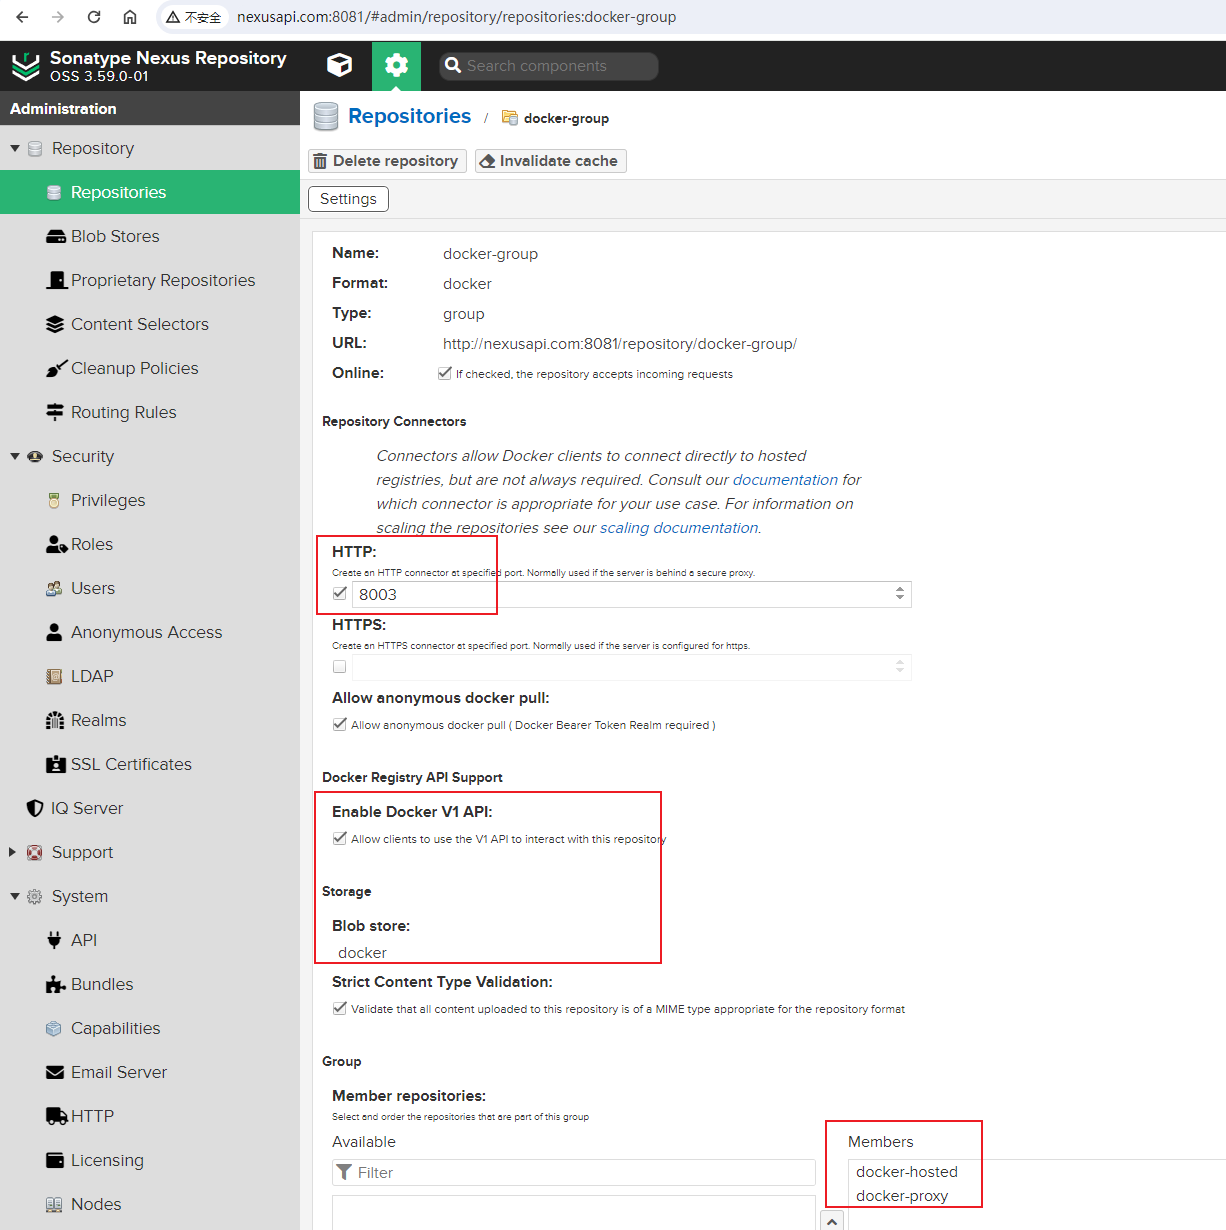 不安全 nexusapi.com:8081/#admin/repository/repositories:docker-group
Sonatype Nexus Repository
OSS 3.59.0-01
Search components
Administration
Repository
Repositories
Blob Stores
Proprietary Repositories
Content Selectors
Cleanup Policies
Routing Rules
Security
Privileges
Roles
Users
Anonymous Access
LDAP
Realms
SSL Certificates
IQ Server
Support
System
API
Bundles
Capabilities
Email Server
HTTP
Licensing
Nodes
Repositories / docker-group
Delete repository Invalidate cache
Settings
Name: docker-group
Format: docker
Type: group
URL: http://nexusapi.com:8081/repository/docker-group/
Online: If checked, the repository accepts incoming requests
Repository Connectors
Connectors allow Docker clients to connect directly to hosted
registries, but are not always required. Consult our documentation for
which connector is appropriate for your use case. For information on
scaling the repositories see our scaling documentation.
HTTP:
Create an HTTP connector at specified port. Normally used if the server is behind a secure proxy.
8003
HTTPS:
Create an HTTPS connector at specified port. Normally used if the server is configured for https.
Allow anonymous docker pull:
Allow anonymous docker pull ( Docker Bearer Token Realm required )
Docker Registry API Support
Enable Docker V1 API:
Allow clients to use the V1 API to interact with this repository
Storage
Blob store:
docker
Strict Content Type Validation:
Validate that all content uploaded to this repository is of a MIME type appropriate for the repository format
Group
Member repositories:
Select and order the repositories that are part of this group
Available
Filter
Members
docker-hosted
docker-proxy